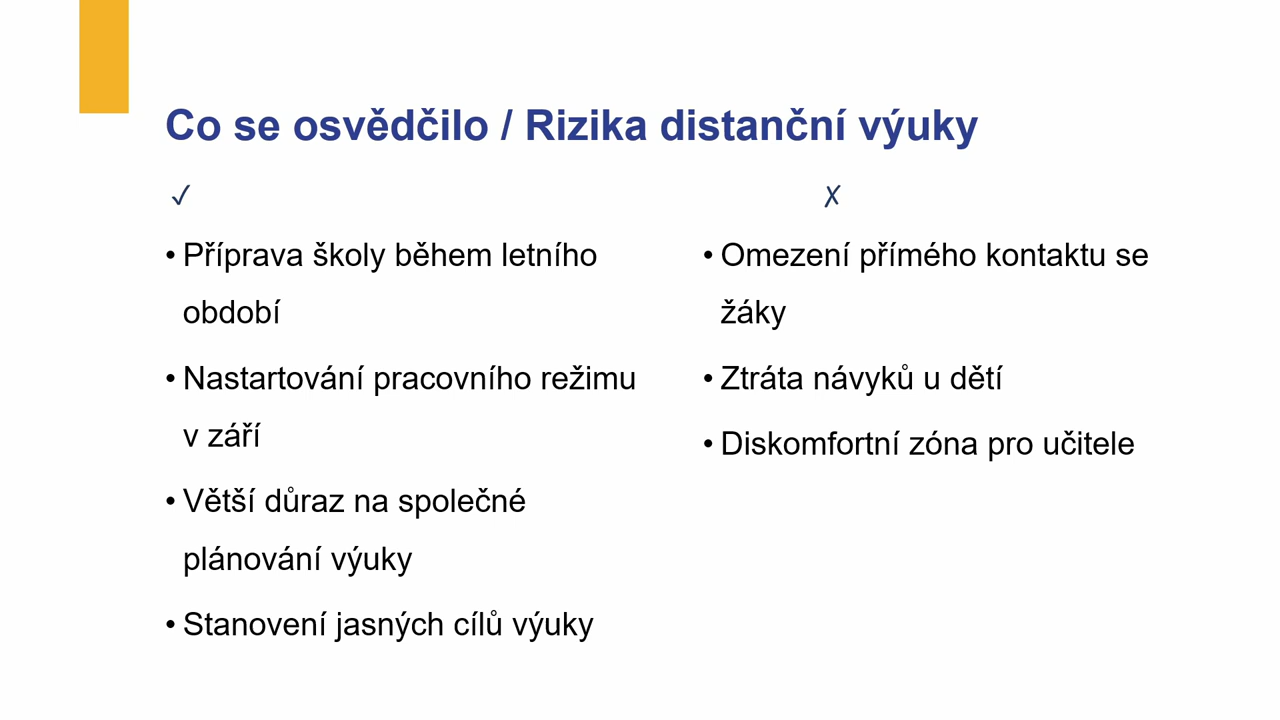 Co se osvědčilo / Rizika distanční výuky
✓
• Příprava školy během letního
období
• Nastartování pracovního režimu
v září
• Větší důraz na společné
plánování výuky
• Stanovení jasných cílů výuky
✗
• Omezení přímého kontaktu se
žáky
• Ztráta návyků u dětí
• Diskomfortní zóna pro učitele